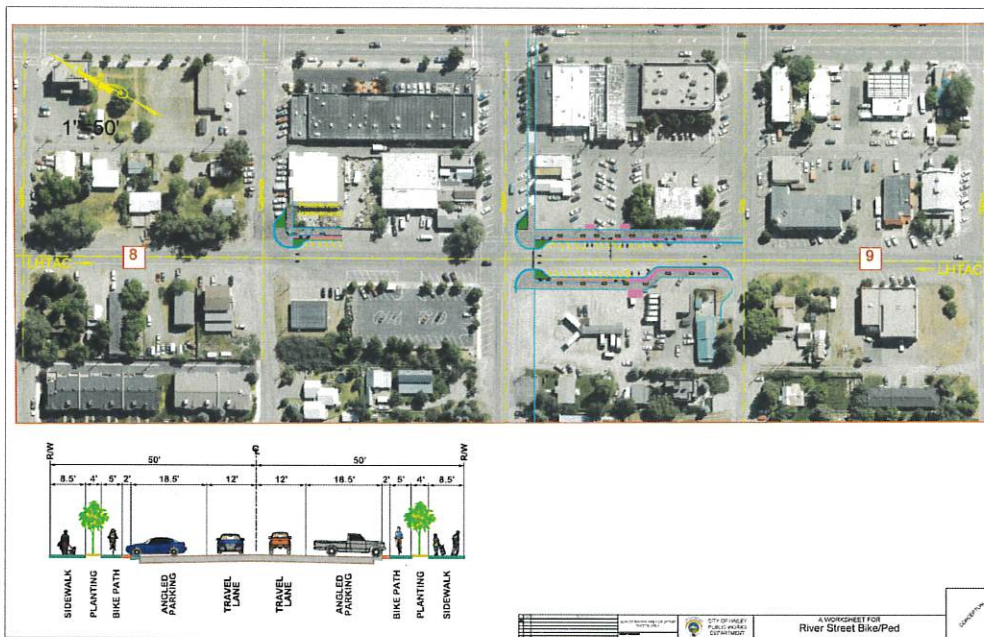 1"=50'
8
9
LHTAC
LHTAC
R/W
℄
R/W
50'
50'
8.5'
4'
5'
2'
18.5'
12'
12'
18.5'
2'
5'
4'
8.5'
SIDEWALK
PLANTING
BIKE PATH
ANGLED PARKING
TRAVEL LANE
TRAVEL LANE
ANGLED PARKING
BIKE PATH
PLANTING
SIDEWALK
CITY OF HAILEY
PUBLIC WORKS
DEPARTMENT
A WORKSHEET FOR
River Street Bike/Ped